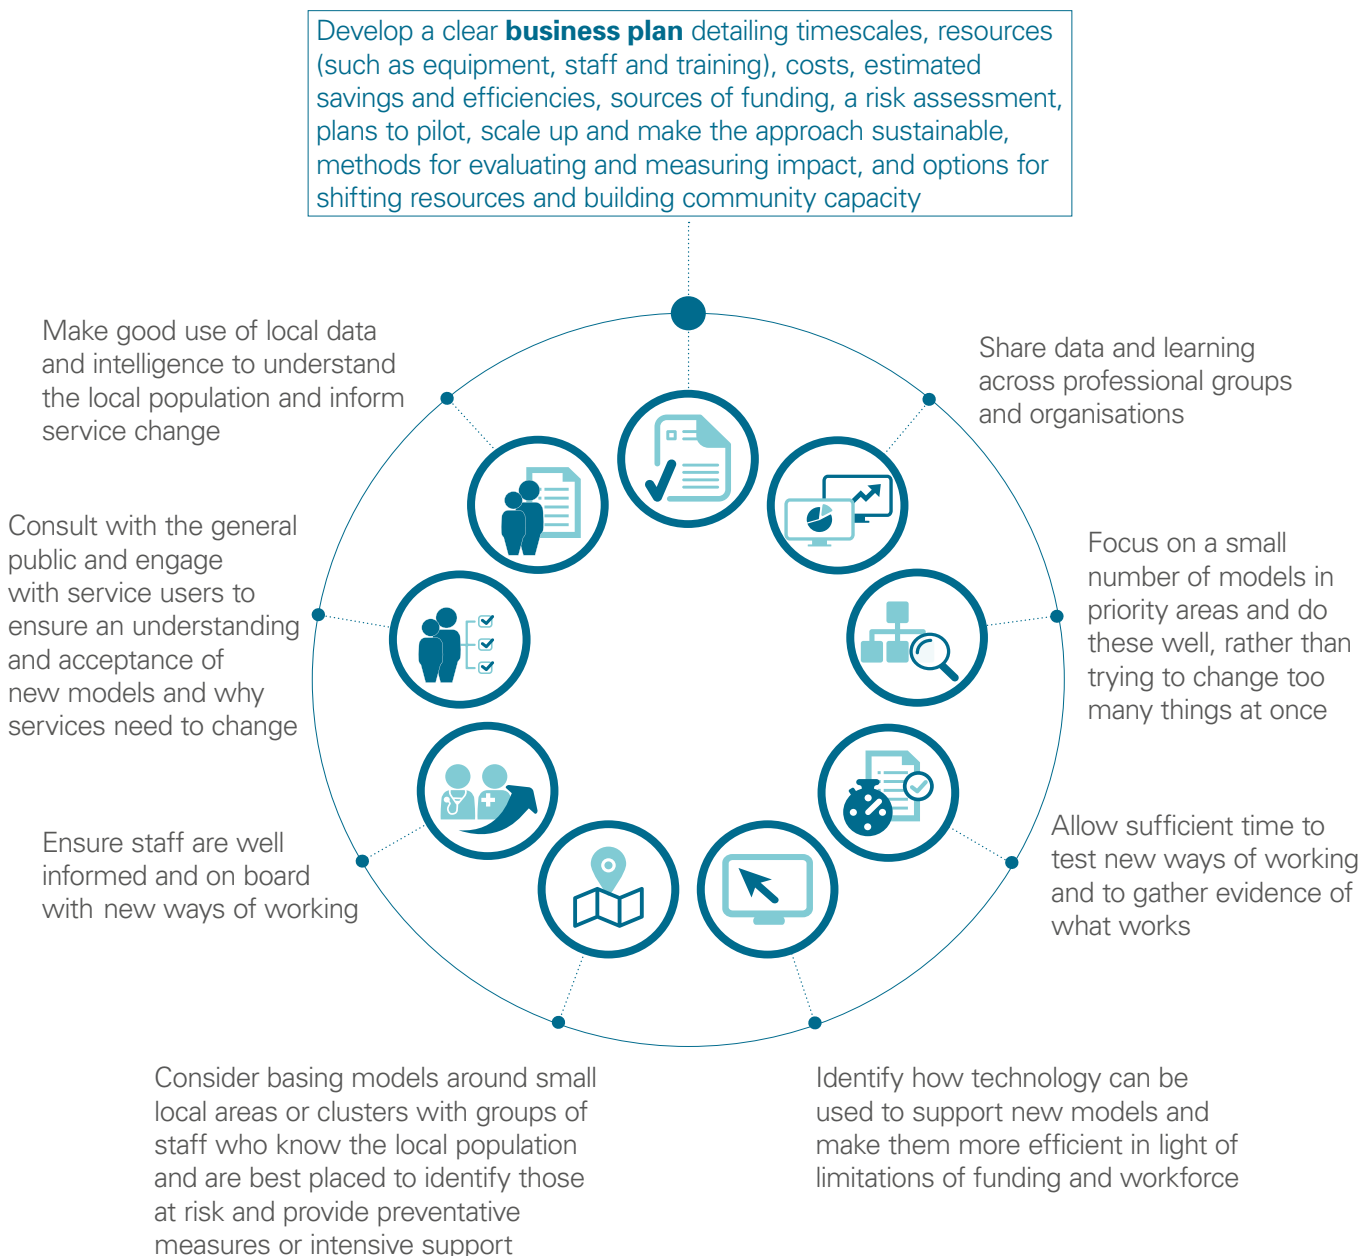 Develop a clear business plan detailing timescales, resources
(such as equipment, staff and training), costs, estimated
savings and efficiencies, sources of funding, a risk assessment,
plans to pilot, scale up and make the approach sustainable,
methods for evaluating and measuring impact, and options for
shifting resources and building community capacity
Make good use of local data
and intelligence to understand
the local population and inform
service change
Share data and learning
across professional groups
and organisations
Consult with the general
public and engage
with service users to
ensure an understanding
and acceptance of
new models and why
services need to change
Focus on a small
number of models in
priority areas and do
these well, rather than
trying to change too
many things at once
Ensure staff are well
informed and on board
with new ways of working
Allow sufficient time to
test new ways of working
and to gather evidence of
what works
Consider basing models around small
local areas or clusters with groups of
staff who know the local population
and are best placed to identify those
at risk and provide preventative
measures or intensive support
Identify how technology can be
used to support new models and
make them more efficient in light of
limitations of funding and workforce